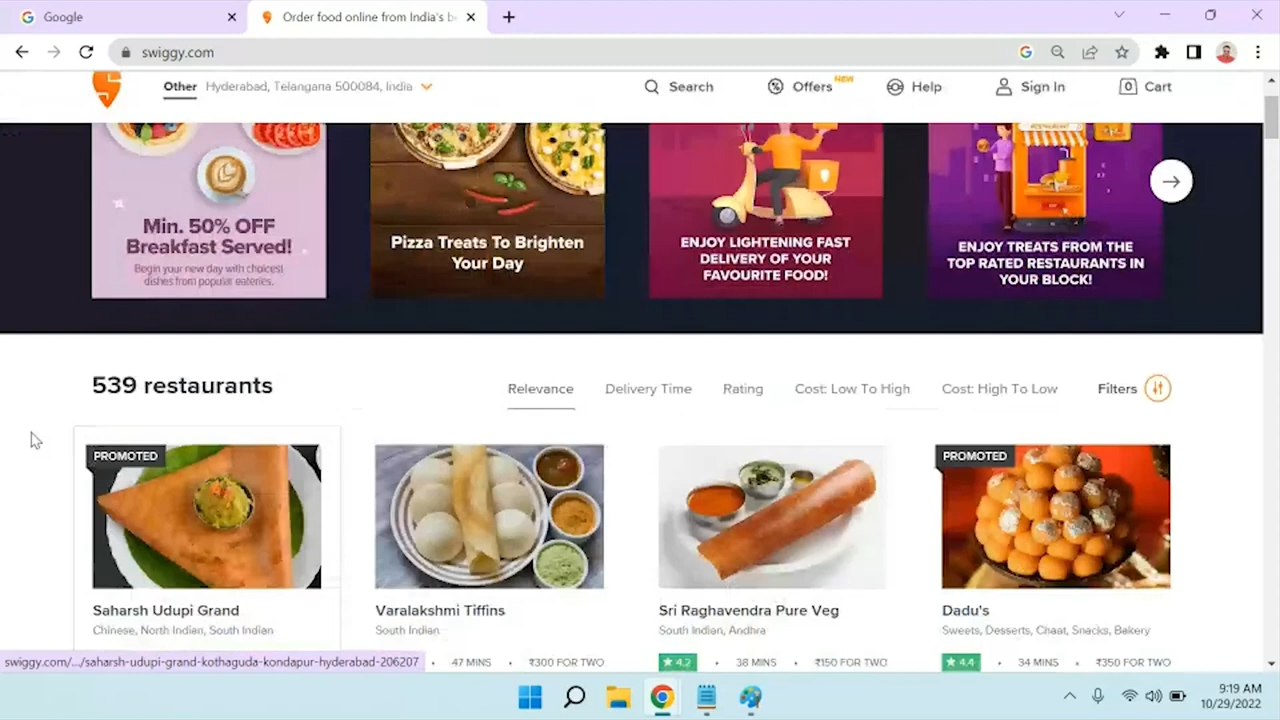 Google
Order food online from India's be
swiggy.com
Other Hyderabad, Telangana 500084, India
Search
Offers NEW
Help
Sign In
0 Cart
Min. 50% OFF
Breakfast Served!
Begin your new day with choicest
dishes from popular eateries.
Pizza Treats To Brighten
Your Day
ENJOY LIGHTENING FAST
DELIVERY OF YOUR
FAVOURITE FOOD!
RESTAURANT
ENJOY TREATS FROM THE
TOP RATED RESTAURANTS IN
YOUR BLOCK!
539 restaurants
Relevance
Delivery Time
Rating
Cost: Low To High
Cost: High To Low
Filters
PROMOTED
Saharsh Udupi Grand
Chinese, North Indian, South Indian
Varalakshmi Tiffins
South Indian
47 MINS • ₹300 FOR TWO
Sri Raghavendra Pure Veg
South Indian, Andhra
★ 4.2 • 38 MINS • ₹150 FOR TWO
PROMOTED
Dadu's
Sweets, Desserts, Chaat, Snacks, Bakery
★ 4.4 • 34 MINS • ₹350 FOR TWO
swiggy.com/.../saharsh-udupi-grand-kothaguda-kondapur-hyderabad-206207
9:19 AM
10/29/2022